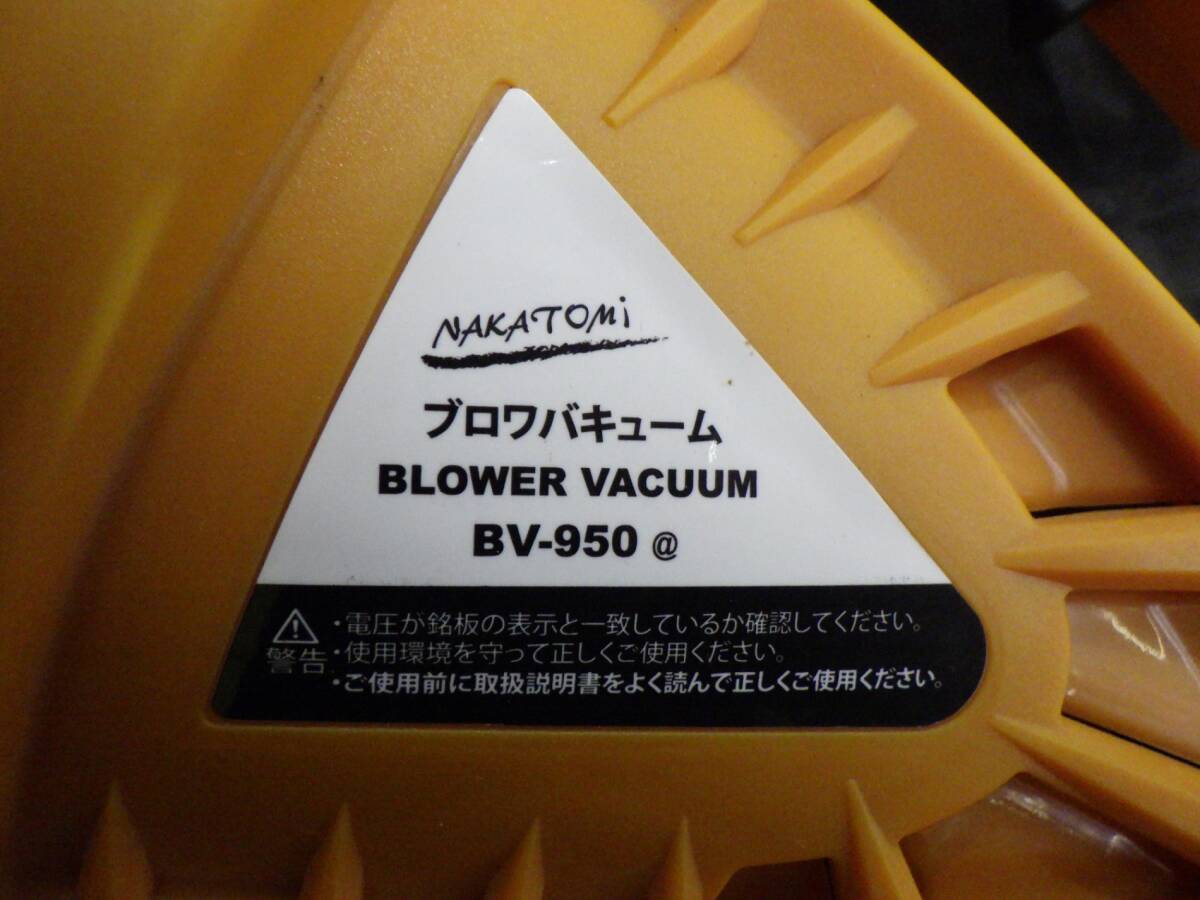 NAKATOMi
ブロワバキューム
BLOWER VACUUM
BV-950 @
・電圧が銘板の表示と一致しているか確認してください。
警告・使用環境を守って正しくご使用ください。
・ご使用前に取扱説明書をよく読んで正しくご使用ください。